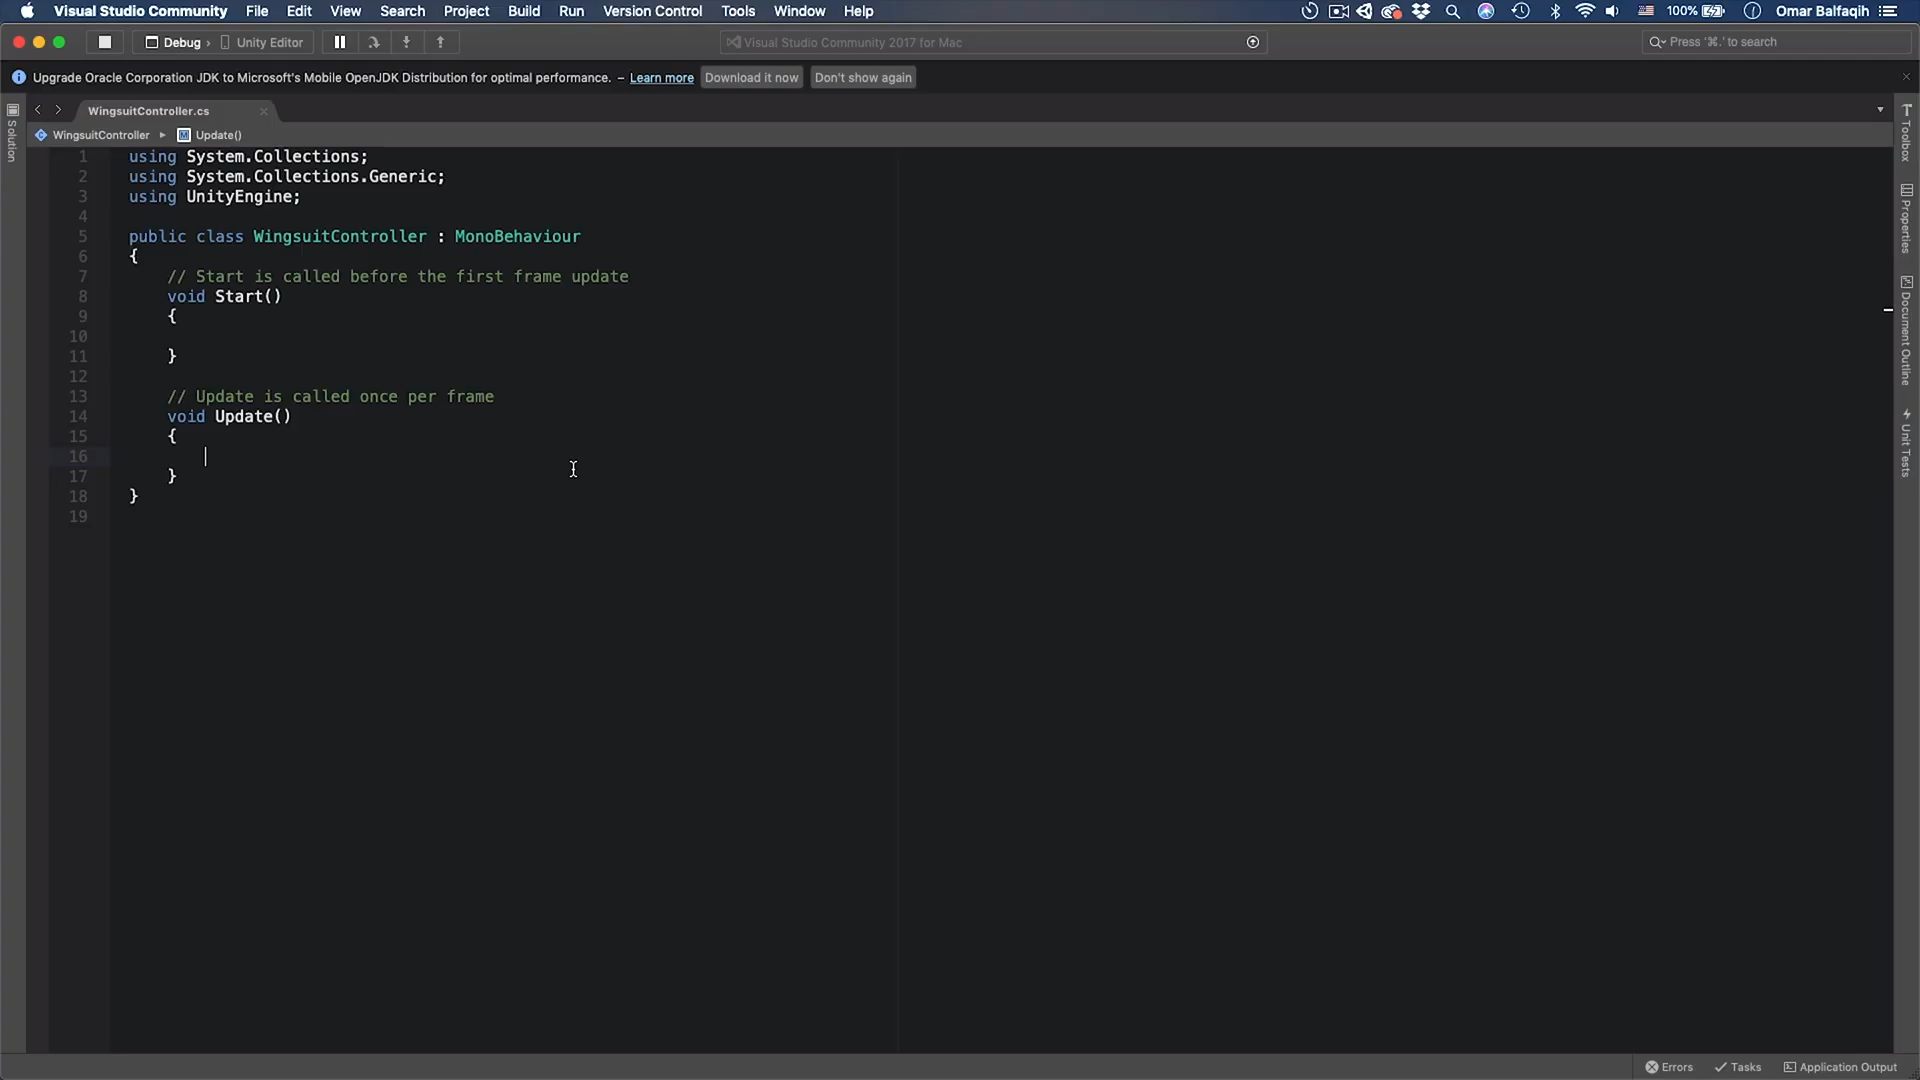 Visual Studio Community File Edit View Search Project Build Run Version Control Tools Window Help 100% Omar Balfaqih
Debug › Unity Editor Visual Studio Community 2017 for Mac Press '⌘.' to search
Upgrade Oracle Corporation JDK to Microsoft's Mobile OpenJDK Distribution for optimal performance. – Learn more Download it now Don't show again
WingsuitController.cs
WingsuitController ▸ Update()
Solution
1 using System.Collections;
2 using System.Collections.Generic;
3 using UnityEngine;
4
5 public class WingsuitController : MonoBehaviour
6 {
7 // Start is called before the first frame update
8 void Start()
9 {
10
11 }
12
13 // Update is called once per frame
14 void Update()
15 {
16
17 }
18 }
19
Toolbox
Properties
Document Outline
Unit Tests
Errors Tasks Application Output